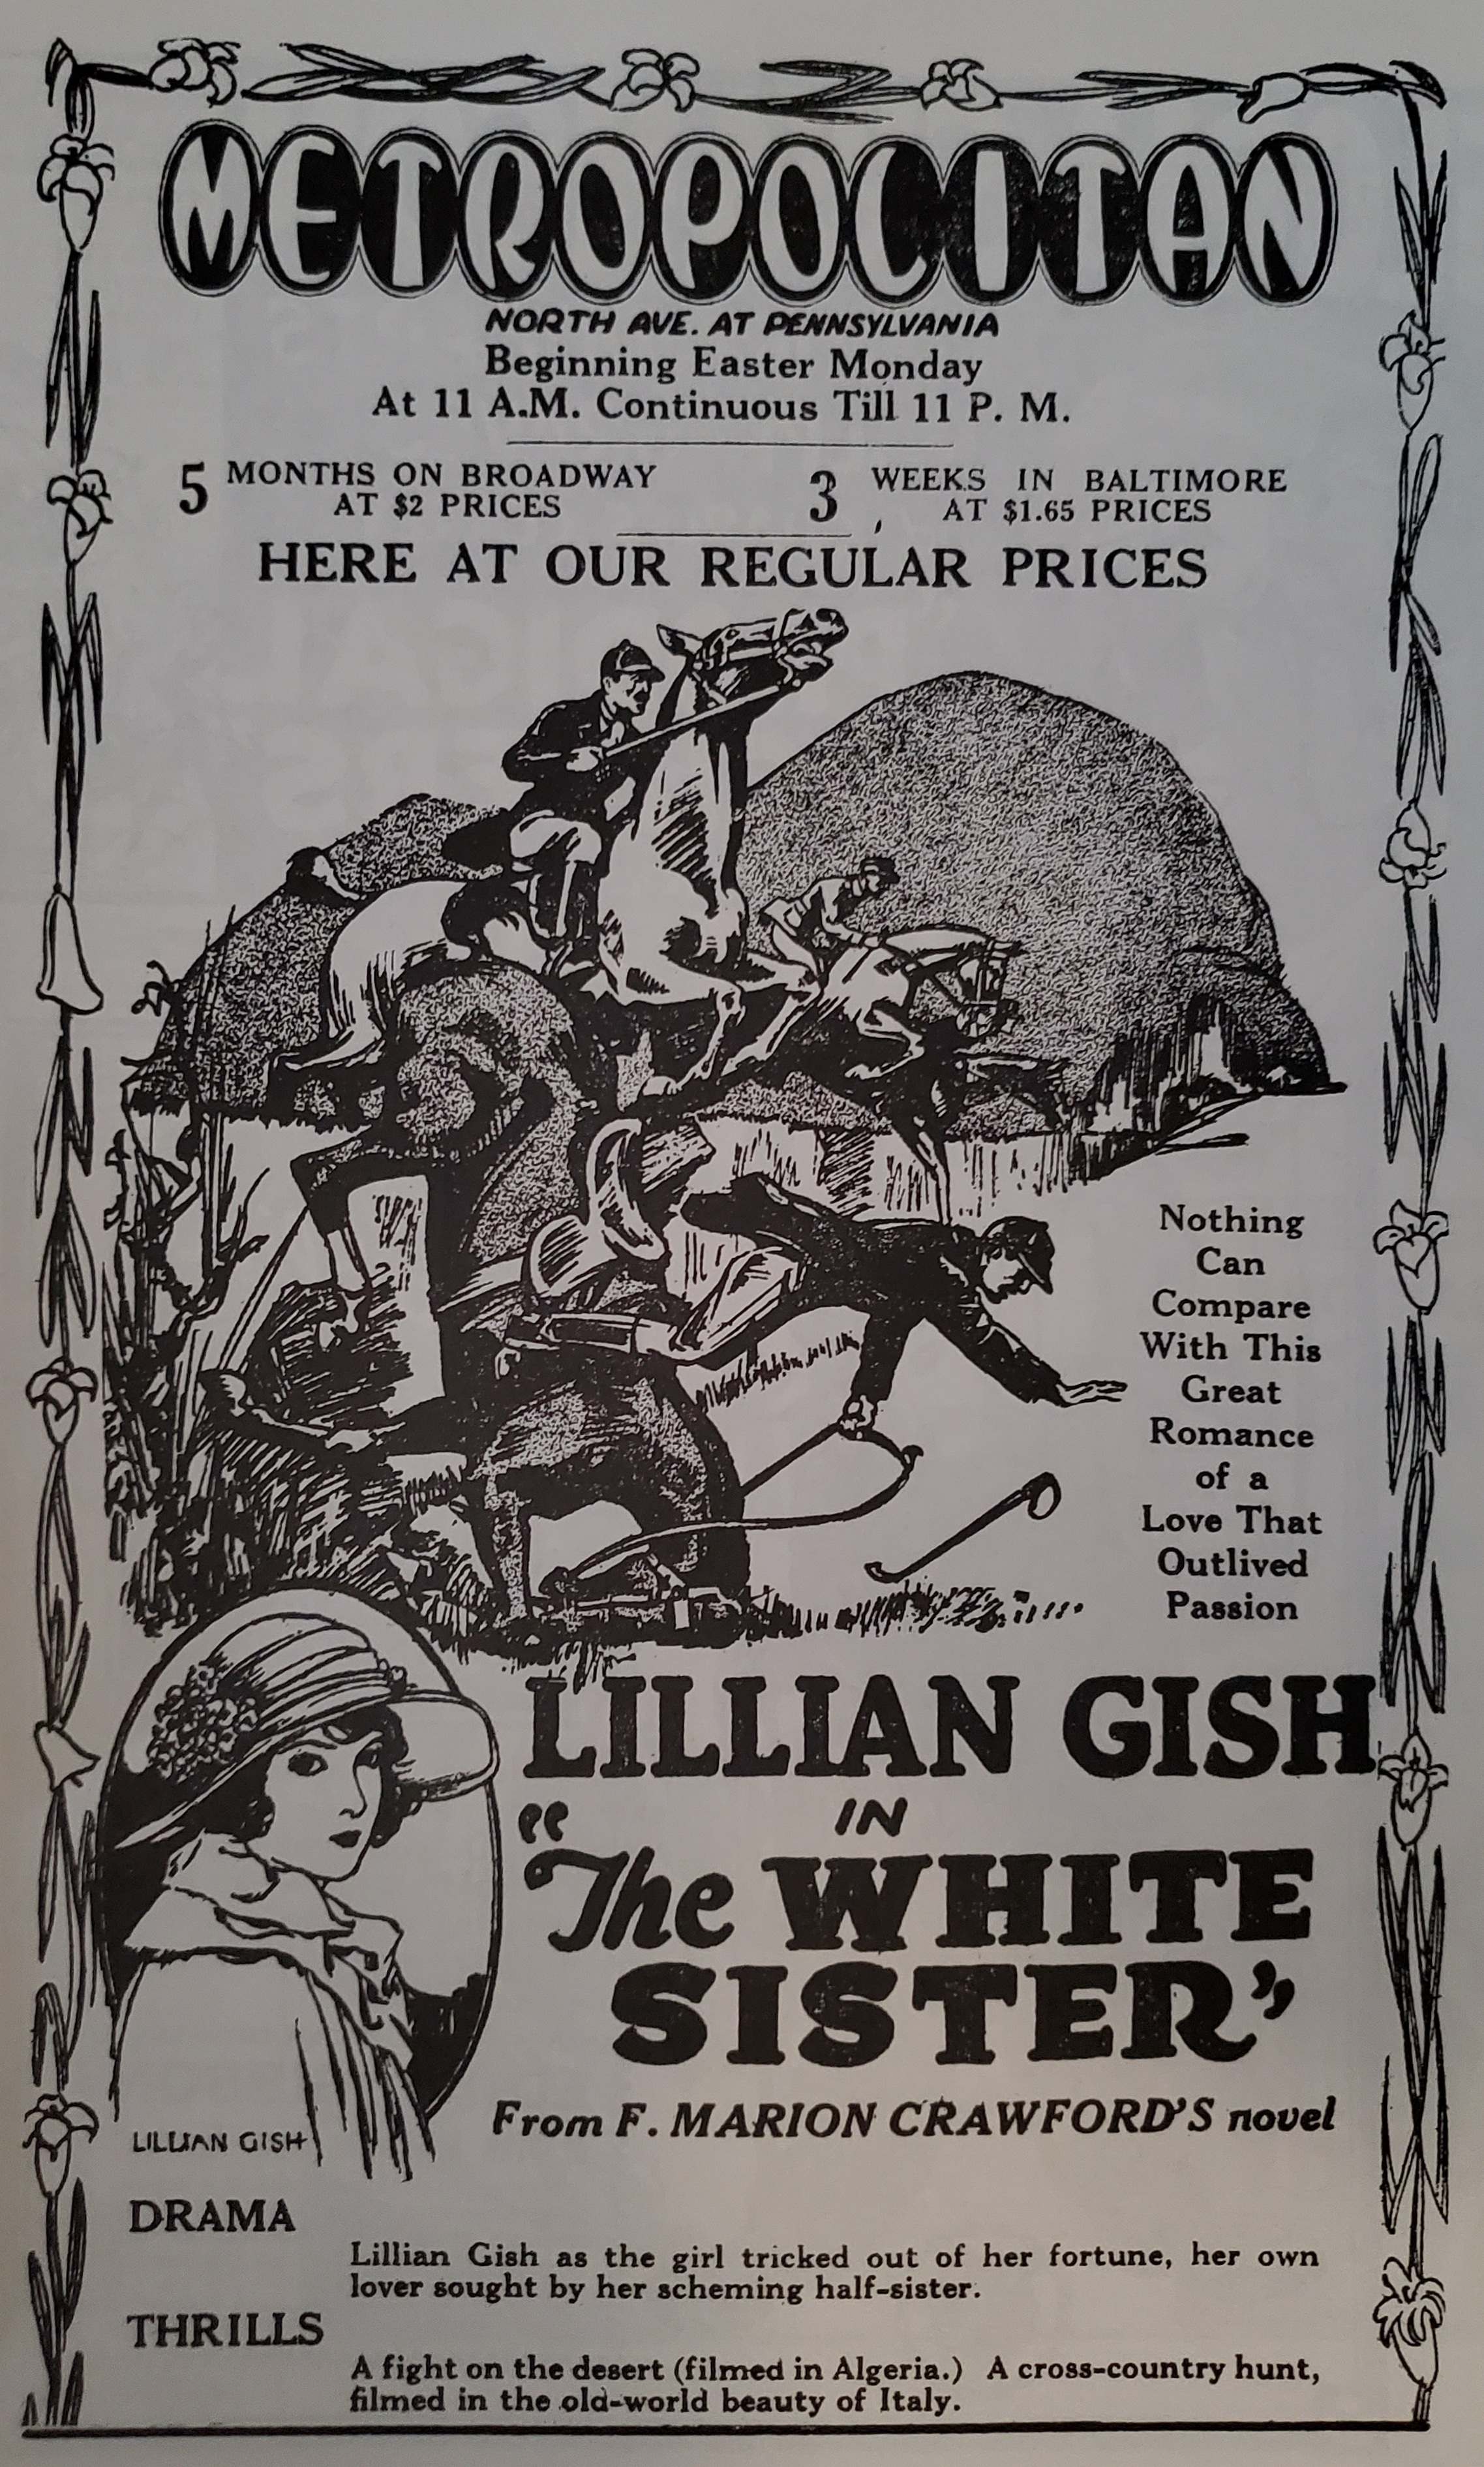 METROPOLITAN
NORTH AVE. AT PENNSYLVANIA
Beginning Easter Monday
At 11 A.M. Continuous Till 11 P. M.
5 MONTHS ON BROADWAY
AT $2 PRICES
3 WEEKS IN BALTIMORE
AT $1.65 PRICES
HERE AT OUR REGULAR PRICES
Nothing
Can
Compare
With This
Great
Romance
of a
Love That
Outlived
Passion
LILLIAN GISH
IN
"The WHITE
SISTER"
From F. MARION CRAWFORD'S novel
LILLIAN GISH
DRAMA
Lillian Gish as the girl tricked out of her fortune, her own
lover sought by her scheming half-sister.
THRILLS
A fight on the desert (filmed in Algeria.) A cross-country hunt,
filmed in the old-world beauty of Italy.